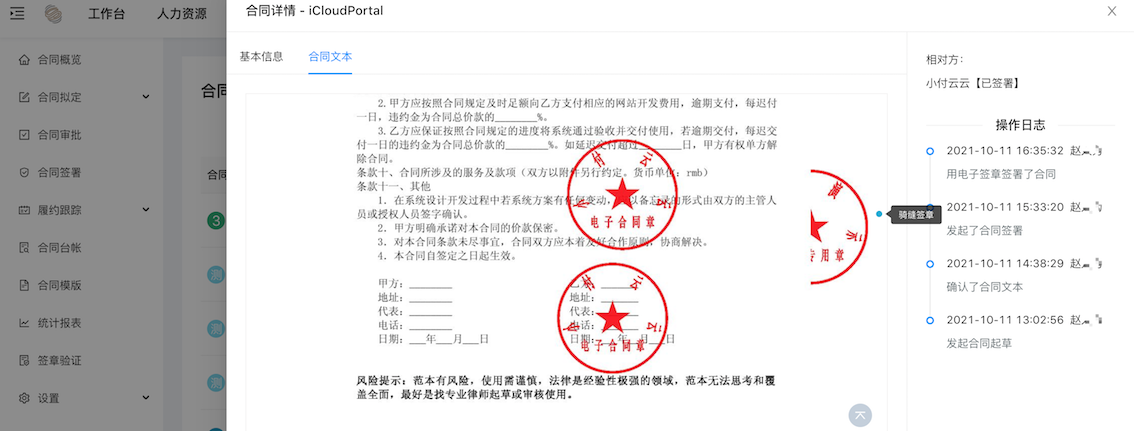 工作台
人力资源
合同概览
合同拟定
合同审批
合同签署
履约跟踪
合同台帐
合同模版
统计报表
签章验证
设置
合同
合同
3
测
测
测
合同详情 - iCloudPortal
基本信息
合同文本
2.甲方应按照合同规定及时足额向乙方支付相应的网站开发费用，逾期支付，每迟付
一日，违约金为合同总价款的________%。
3.乙方应保证按照合同规定的进度将系统通过验收并交付使用，若逾期交付，每迟交
付一日的违约金为合同总价款的________%。如延迟交付超过________日，甲方有权单方解
除合同。
条款十、合同所涉及的服务及款项（双方以附件另行约定。货币单位：rmb）
条款十一、其他
1. 在系统设计开发过程中若系统方案有任何变动，以备忘录的形式由双方的主管人
员或授权人员签字确认。
2. 甲方明确承诺对本合同的价款保密。
3. 对本合同条款未尽事宜，合同双方应本着友好合作原则，协商解决。
4. 本合同自签定之日起生效。
甲方：________
乙方：________
地址：________
地址：________
代表：________
代表：________
电话：________
电话：________
日期：___年___月___日
日期：___年___月___日
付云
云
电子合同章
付云
云
电子合同章
云
专用章
风险提示：范本有风险，使用需谨慎，法律是经验性极强的领域，范本无法思考和覆
盖全面，最好是找专业律师起草或审核使用。
骑缝签章
相对方：
小付云云【已签署】
操作日志
2021-10-11 16:35:32 赵
用电子签章签署了合同
2021-10-11 15:33:20 赵
发起了合同签署
2021-10-11 14:38:29 赵
确认了合同文本
2021-10-11 13:02:56 赵
发起合同起草